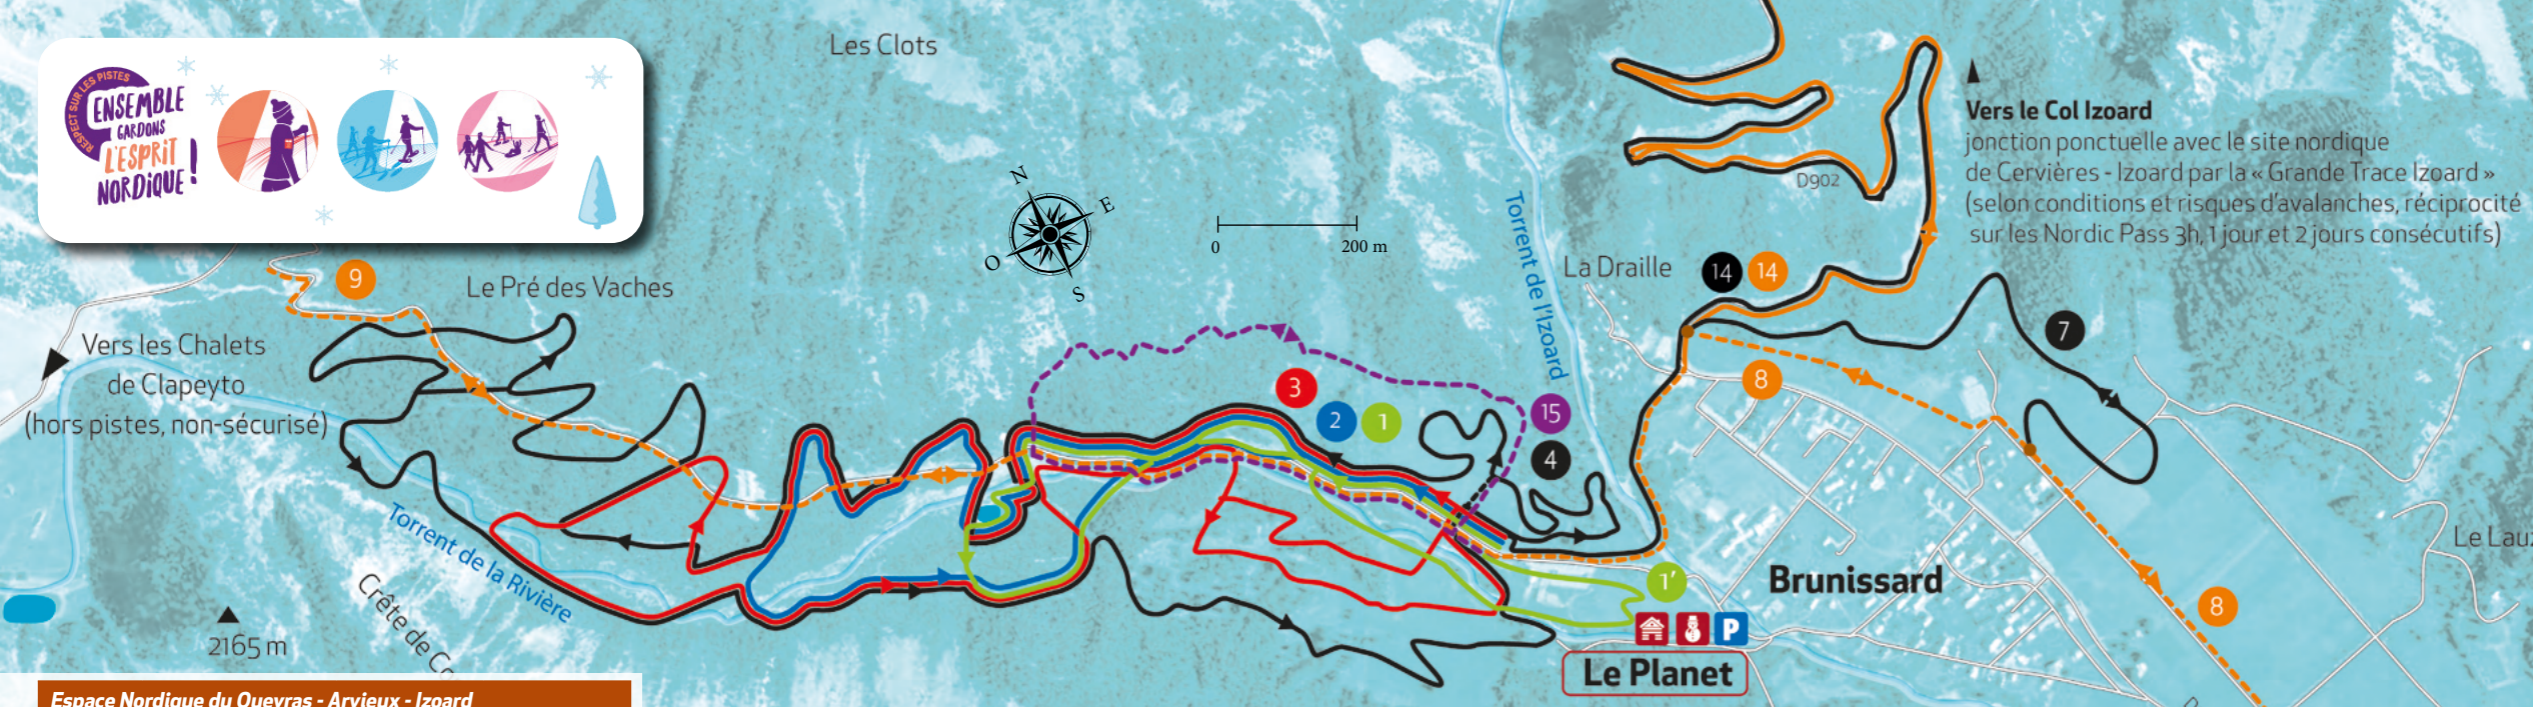 RESPECT SUR LES PISTES
ENSEMBLE
GARDONS
L'ESPRIT
NORDIQUE !
Les Clots
N
E
O
S
0
200 m
Torrent de l'Izoard
D902
Vers le Col Izoard
jonction ponctuelle avec le site nordique
de Cervières - Izoard par la « Grande Trace Izoard »
(selon conditions et risques d'avalanches, réciprocité
sur les Nordic Pass 3h, 1 jour et 2 jours consécutifs)
La Draille
14
14
9
Le Pré des Vaches
7
Vers les Chalets
de Clapeyto
(hors pistes, non-sécurisé)
3
2
1
15
4
8
Torrent de la Rivière
Crête de Co
Le Lau
Brunissard
1'
8
P
2165 m
Le Planet
Espace Nordique du Queyras - Arvieux - Izoard